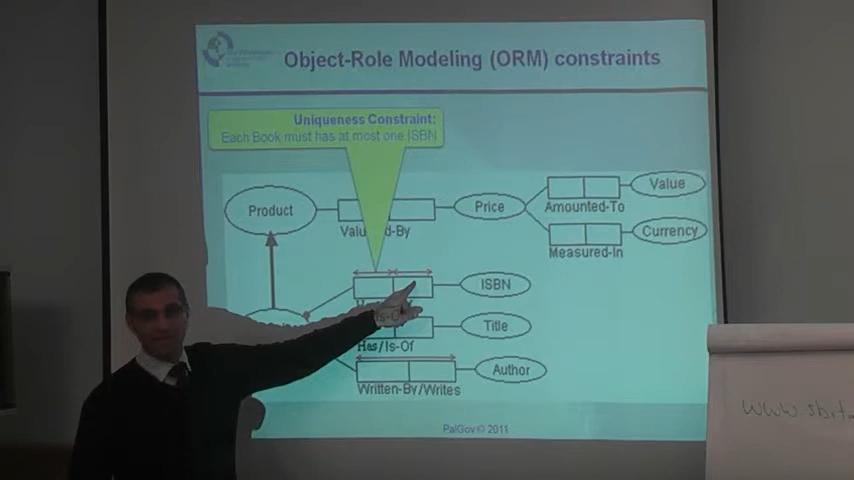 Object-Role Modeling (ORM) constraints
Uniqueness Constraint:
Each Book must has at most one ISBN
Product
Price
Value
Amounted-To
Currency
Measured-In
ISBN
Title
Has/Is-Of
Author
Written-By/Writes
PalGov © 2011